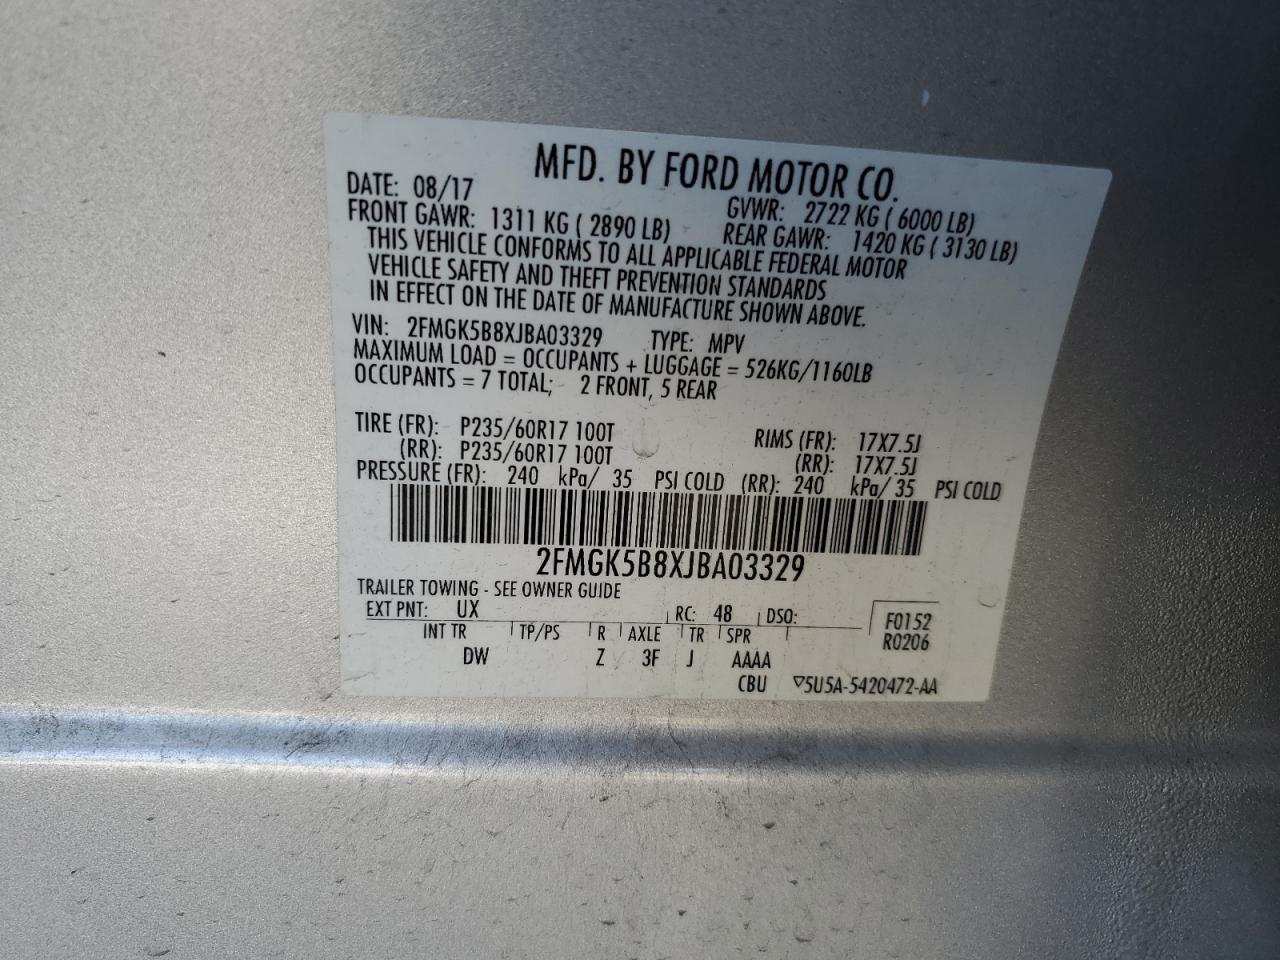 MFD. BY FORD MOTOR CO.
DATE: 08/17 GVWR: 2722 KG ( 6000 LB)
FRONT GAWR: 1311 KG ( 2890 LB) REAR GAWR: 1420 KG ( 3130 LB)
THIS VEHICLE CONFORMS TO ALL APPLICABLE FEDERAL MOTOR
VEHICLE SAFETY AND THEFT PREVENTION STANDARDS
IN EFFECT ON THE DATE OF MANUFACTURE SHOWN ABOVE.
VIN: 2FMGK5B8XJBA03329 TYPE: MPV
MAXIMUM LOAD = OCCUPANTS + LUGGAGE = 526KG/1160LB
OCCUPANTS = 7 TOTAL; 2 FRONT, 5 REAR
TIRE (FR): P235/60R17 100T RIMS (FR): 17X7.5J
(RR): P235/60R17 100T (RR): 17X7.5J
PRESSURE (FR): 240 kPa/ 35 PSI COLD (RR): 240 kPa/ 35 PSI COLD
2FMGK5B8XJBA03329
TRAILER TOWING - SEE OWNER GUIDE
EXT PNT: UX RC: 48 DSO: F0152
INT TR TP/PS R AXLE TR SPR R0206
DW Z 3F J AAAA
CBU ▽5U5A-5420472-AA